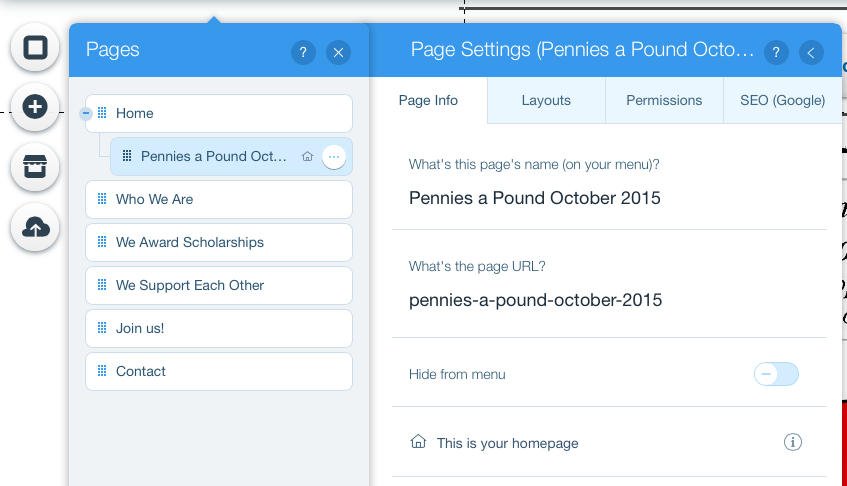 Pages
?
Home
Pennies a Pound Oct...
Who We Are
We Award Scholarships
We Support Each Other
Join us!
Contact
Page Settings (Pennies a Pound Octo...
?
Page Info
Layouts
Permissions
SEO (Google)
What's this page's name (on your menu)?
Pennies a Pound October 2015
What's the page URL?
pennies-a-pound-october-2015
Hide from menu
This is your homepage